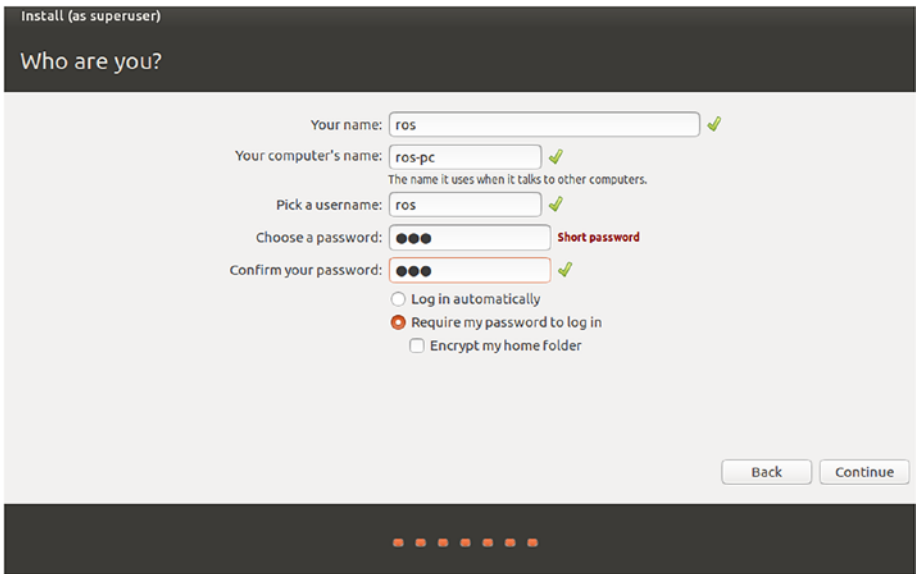 Install (as superuser)
Who are you?
Your name: ros
Your computer's name: ros-pc
The name it uses when it talks to other computers.
Pick a username: ros
Choose a password: ●●● Short password
Confirm your password: ●●●
Log in automatically
Require my password to log in
Encrypt my home folder
Back Continue